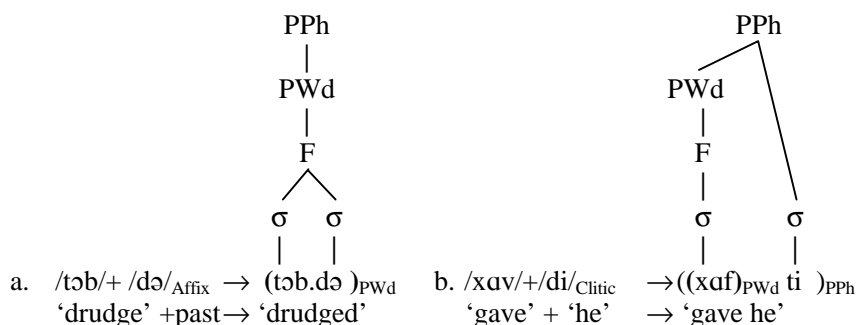 PPh PPh
PWd PWd
F F
σ σ σ σ
a. /tɔb/+ /də/Affix → (tɔb.də )PWd b. /xɑv/+/di/Clitic →((xɑf)PWd ti )PPh
‘drudge’ +past→ ‘drudged’ ‘gave’ + ‘he’ → ‘gave he’